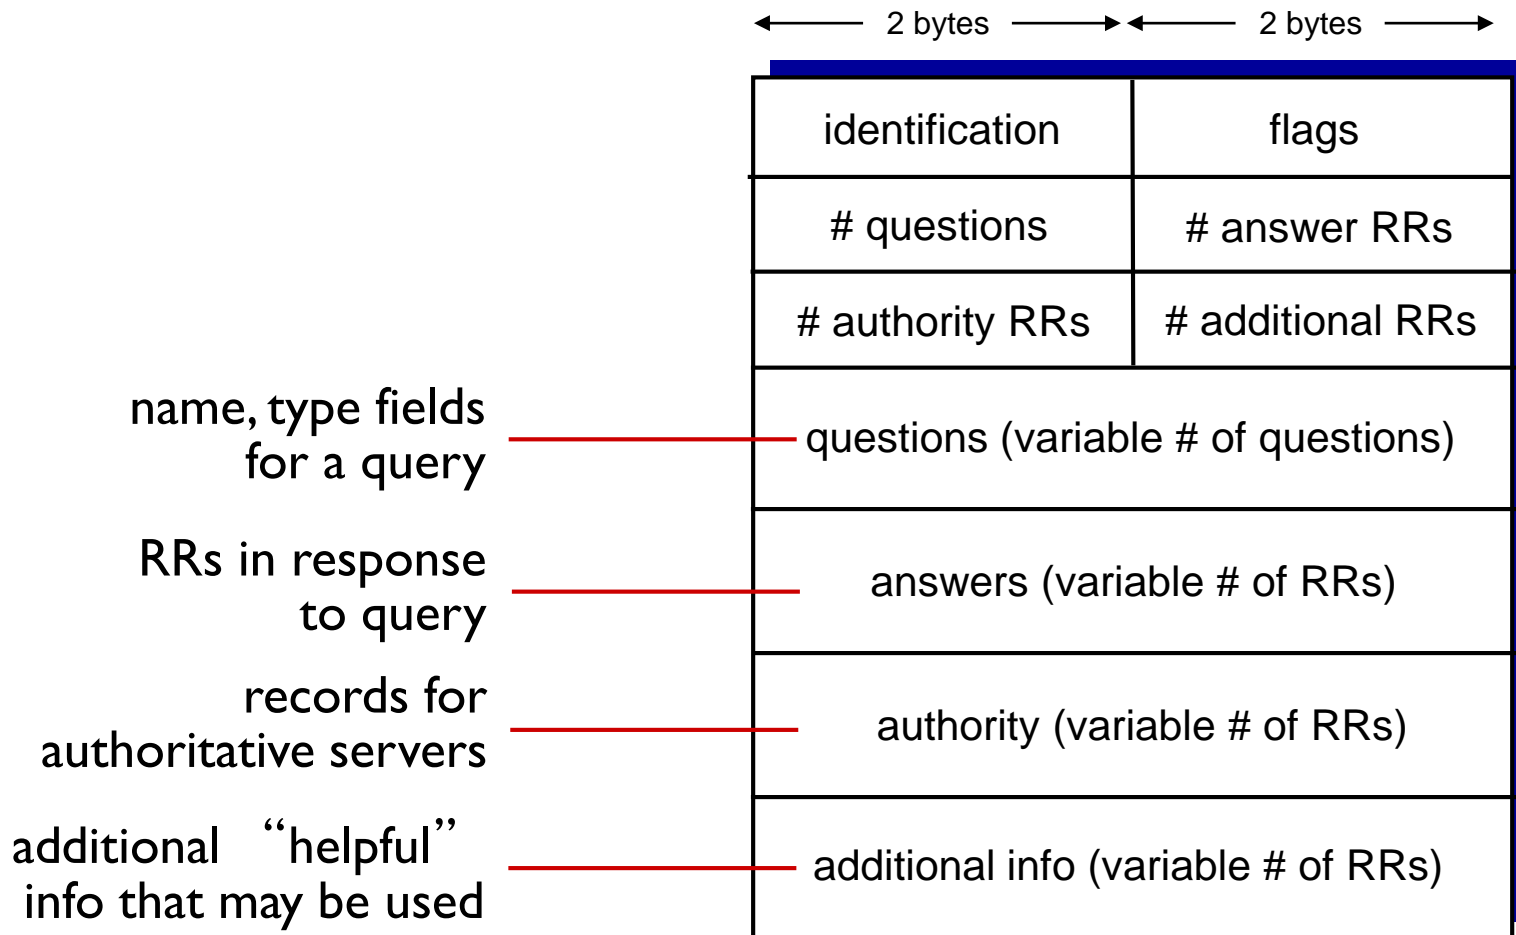 2 bytes 2 bytes
identification flags
# questions # answer RRs
# authority RRs # additional RRs
name, type fields
for a query
questions (variable # of questions)
RRs in response
to query
answers (variable # of RRs)
records for
authoritative servers
authority (variable # of RRs)
additional “helpful”
info that may be used
additional info (variable # of RRs)